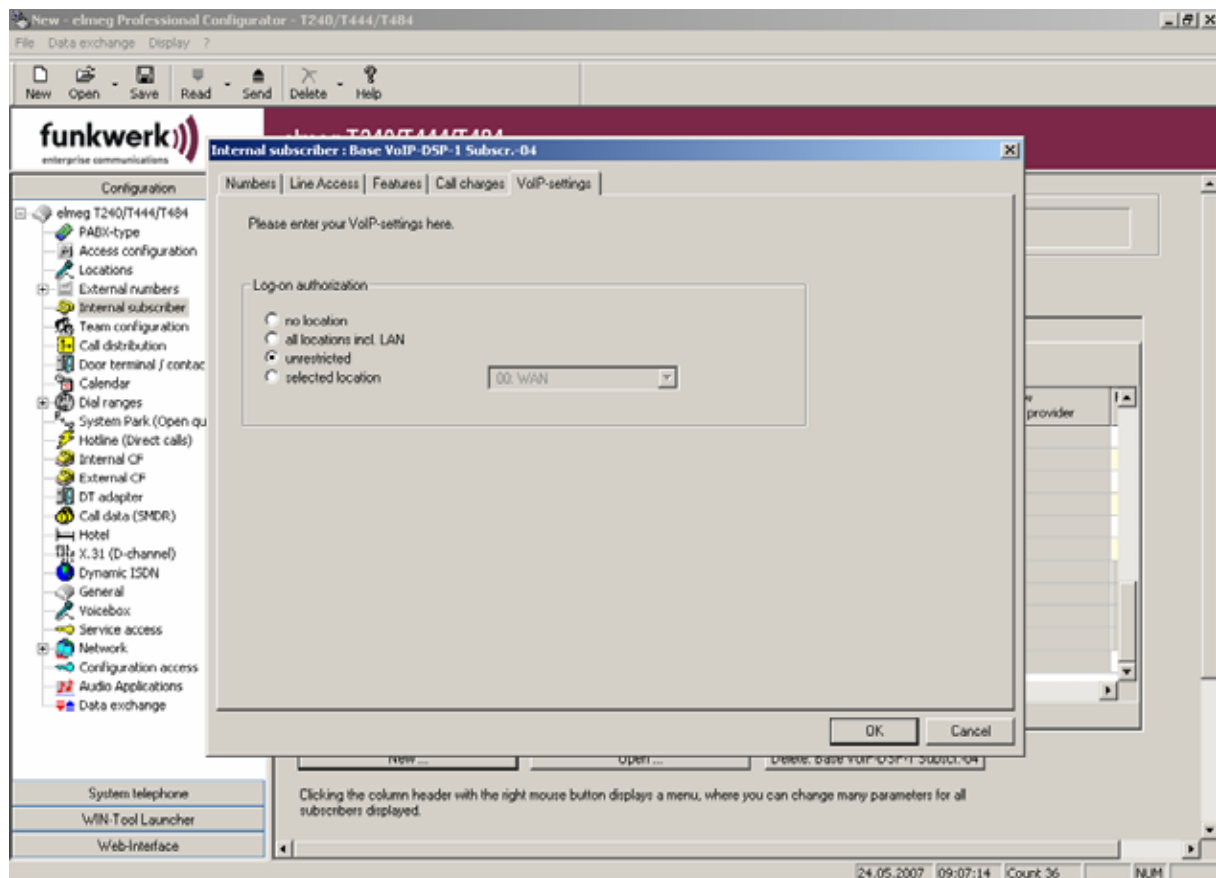 New - elmeg Professional Configurator - T240/T444/T484
File Data exchange Display ?
New Open Save Read Send Delete Help
funkwerk
enterprise communications
elmeg T240/T444/T484
Internal subscriber : Base VoIP-DSP-1 Subscr.-04
Numbers Line Access Features Call charges VoIP-settings
Please enter your VoIP-settings here.
Log-on authorization
no location
all locations incl. LAN
unrestricted
selected location 00: WAN
provider
OK Cancel
Configuration
elmeg T240/T444/T484
PABX-type
Access configuration
Locations
External numbers
Internal subscriber
Team configuration
Call distribution
Door terminal / contac
Calendar
Dial ranges
System Park (Open qu
Hotline (Direct calls)
Internal CF
External CF
DT adapter
Call data (SMDR)
Hotel
X.31 (D-channel)
Dynamic ISDN
General
Voicebox
Service access
Network
Configuration access
Audio Applications
Data exchange
System telephone
WIN-Tool Launcher
Web-Interface
New ... Open ... Delete: Base VoIP-DSP-1 Subscr.-04
Clicking the column header with the right mouse button displays a menu, where you can change many parameters for all
subscribers displayed.
24.05.2007 09:07:14 Count 36 NUM